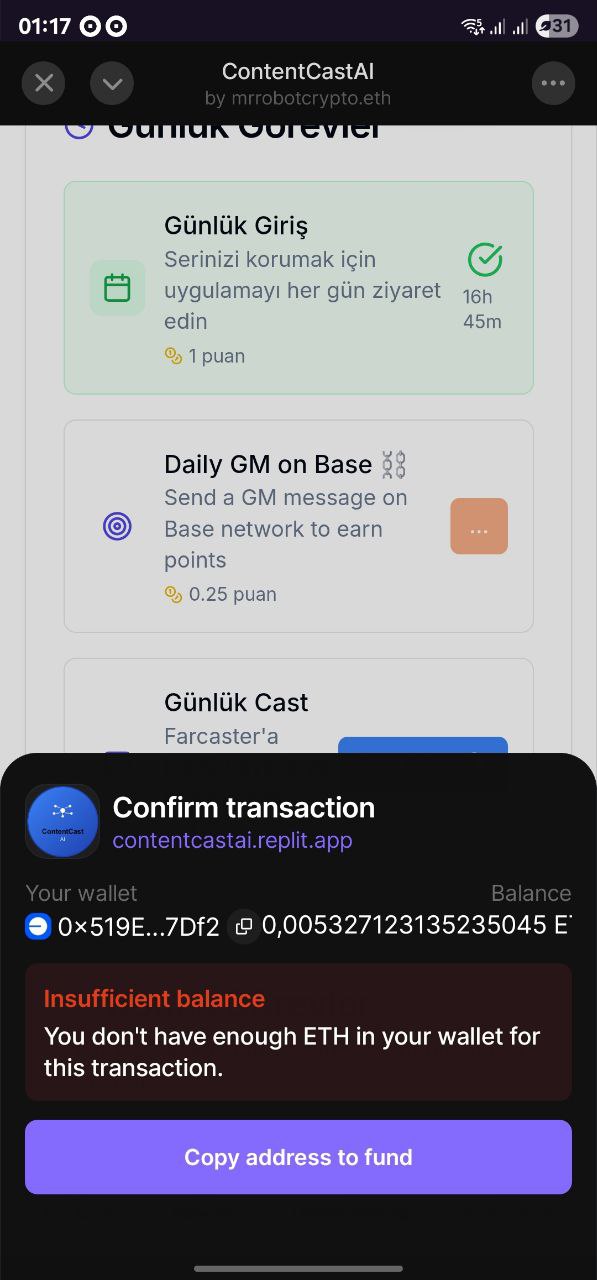 01:17
5
31
ContentCastAI
by mrrobotcrypto.eth
Günlük Görevler
Günlük Giriş
Serinizi korumak için
uygulamayı her gün ziyaret
edin
16h
45m
1 puan
Daily GM on Base ⛓️
Send a GM message on
Base network to earn
points
...
0.25 puan
Günlük Cast
Farcaster'a
ContentCast
AI
Confirm transaction
contentcastai.replit.app
Your wallet
Balance
0×519E...7Df2
0,005327123135235045 E
Insufficient balance
You don't have enough ETH in your wallet for
this transaction.
Copy address to fund